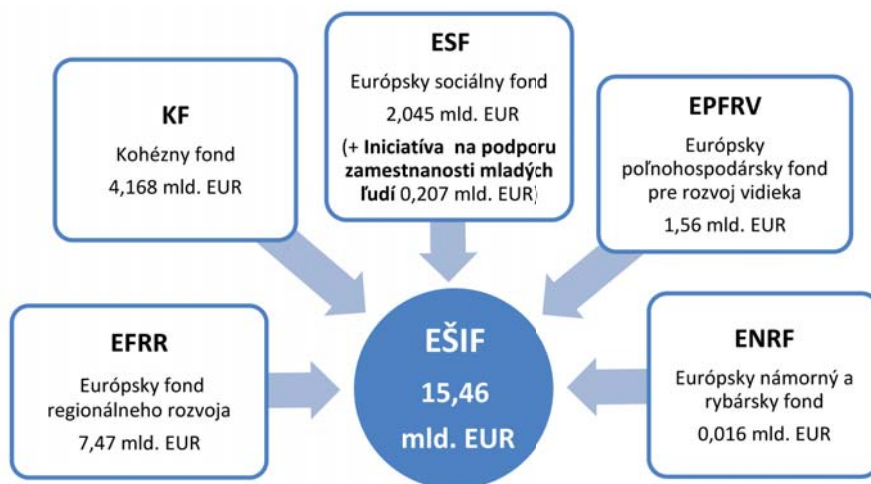 ESF
Európsky sociálny fond
2,045 mld. EUR
(+ Iniciatíva na podporu
zamestnanosti mladých
ľudí 0,207 mld. EUR)
KF
Kohézny fond
4,168 mld. EUR
EPFRV
Európsky
poľnohospodársky fond
pre rozvoj vidieka
1,56 mld. EUR
EFRR
Európsky fond
regionálneho rozvoja
7,47 mld. EUR
EŠIF
15,46
mld. EUR
ENRF
Európsky námorný a
rybársky fond
0,016 mld. EUR